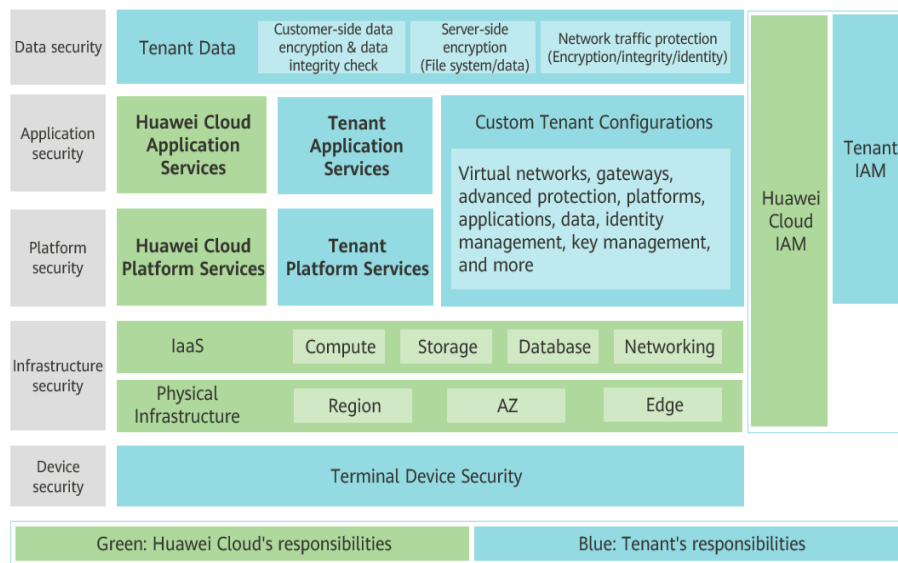 Data security
Tenant Data
Customer-side data
encryption & data
integrity check
Server-side
encryption
(File system/data)
Network traffic protection
(Encryption/integrity/identity)
Application
security
Huawei Cloud
Application
Services
Tenant
Application
Services
Custom Tenant Configurations
Virtual networks, gateways,
advanced protection, platforms,
applications, data, identity
management, key management,
and more
Platform
security
Huawei Cloud
Platform Services
Tenant
Platform Services
Huawei
Cloud
IAM
Tenant
IAM
Infrastructure
security
IaaS
Compute
Storage
Database
Networking
Physical
Infrastructure
Region
AZ
Edge
Device
security
Terminal Device Security
Green: Huawei Cloud's responsibilities
Blue: Tenant's responsibilities